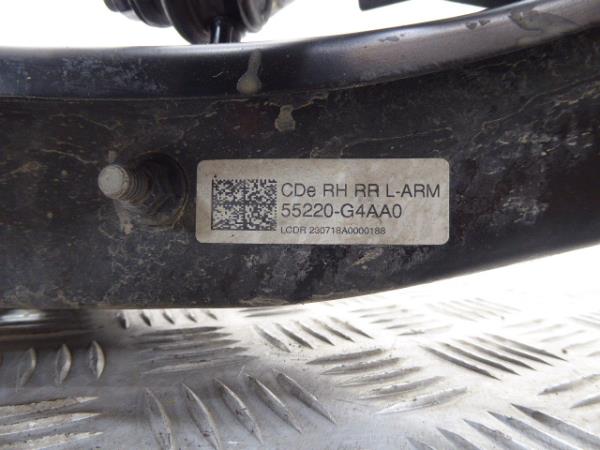 CDe RH RR L-ARM
55220-G4AA0
LCDR 230718A0000188